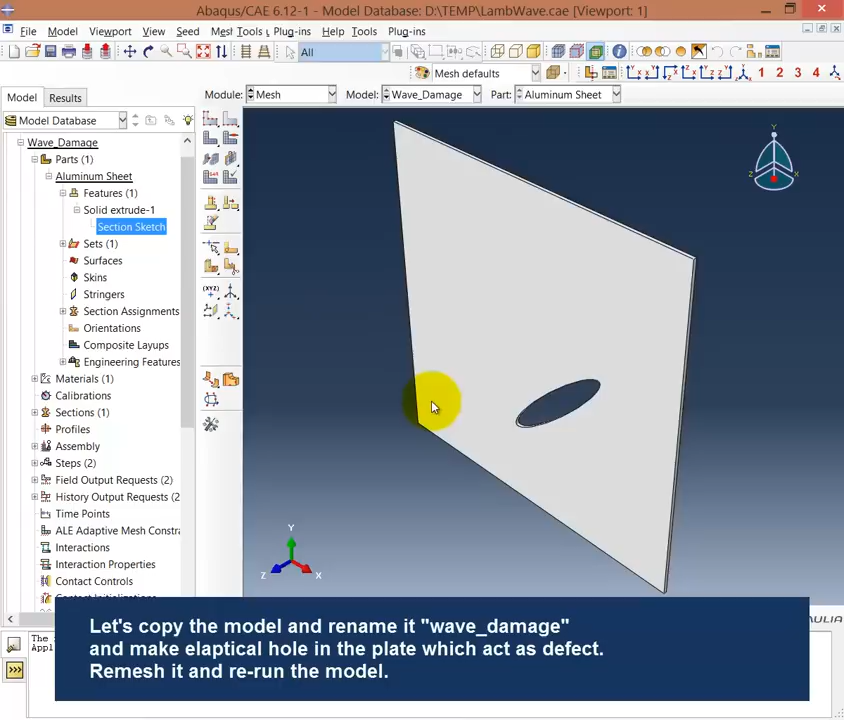 Abaqus/CAE 6.12-1 - Model Database: D:\TEMP\LambWave.cae [Viewport: 1]
File Model Viewport View Seed Mesh Tools Plug-ins Help Tools Plug-ins
All
Mesh defaults
1 2 3 4
Model Results
Module: Mesh Model: Wave_Damage Part: Aluminum Sheet
Model Database
Wave_Damage
Parts (1)
Aluminum Sheet
Features (1)
Solid extrude-1
Section Sketch
Sets (1)
Surfaces
Skins
Stringers
Section Assignments
Orientations
Composite Layups
Engineering Features
Materials (1)
Calibrations
Sections (1)
Profiles
Assembly
Steps (2)
Field Output Requests (2)
History Output Requests (2
Time Points
ALE Adaptive Mesh Constra
Interactions
Interaction Properties
Contact Controls
Y
Z X
Y
Z X
Let's copy the model and rename it "wave_damage"
and make elaptical hole in the plate which act as defect.
Remesh it and re-run the model.
The
Appl